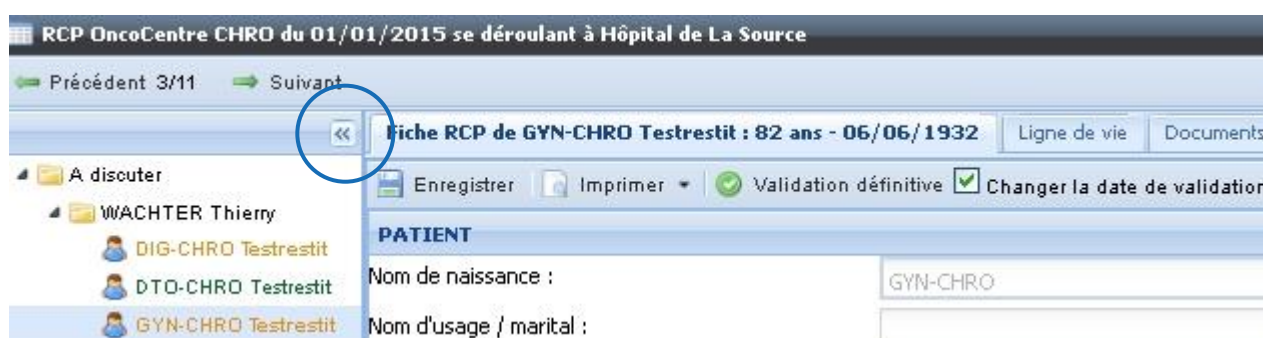 RCP OncoCentre CHRO du 01/01/2015 se déroulant à Hôpital de La Source
Précédent 3/11 Suivant
« Fiche RCP de GYN-CHRO Testrestit : 82 ans - 06/06/1932 Ligne de vie Documents
A discuter
Enregistrer Imprimer Validation définitive Changer la date de validation
WACHTER Thierry
PATIENT
DIG-CHRO Testrestit
Nom de naissance : GYN-CHRO
DTO-CHRO Testrestit
GYN-CHRO Testrestit
Nom d'usage / marital :